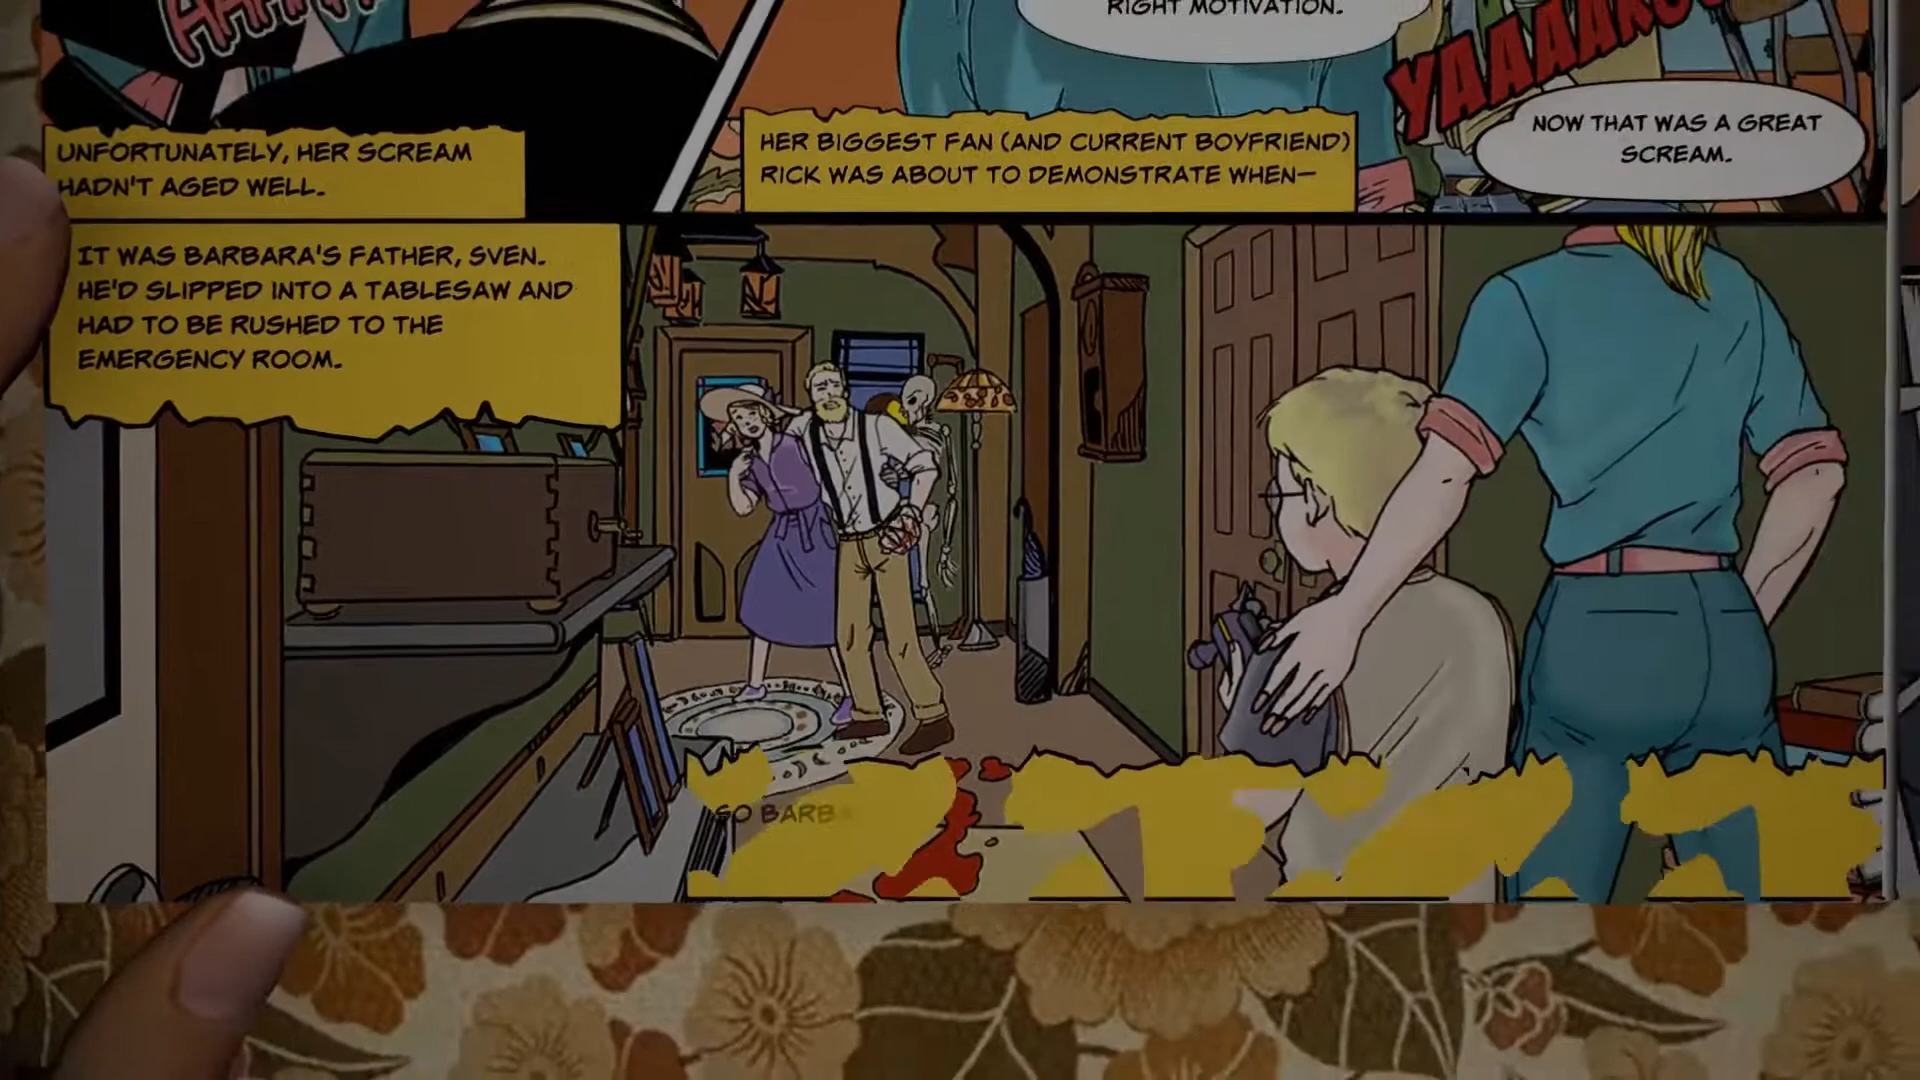 RIGHT MOTIVATION.
UNFORTUNATELY, HER SCREAM
HADN'T AGED WELL.
HER BIGGEST FAN (AND CURRENT BOYFRIEND)
RICK WAS ABOUT TO DEMONSTRATE WHEN—
NOW THAT WAS A GREAT
SCREAM.
IT WAS BARBARA'S FATHER, SVEN.
HE'D SLIPPED INTO A TABLESAW AND
HAD TO BE RUSHED TO THE
EMERGENCY ROOM.
SO BARB